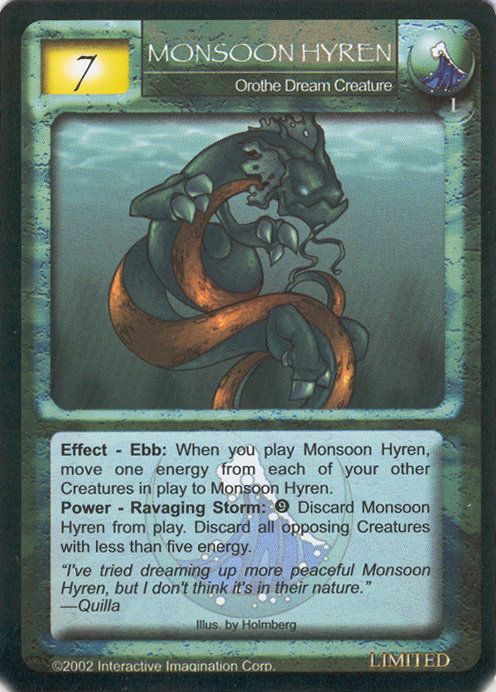 7
MONSOON HYREN
Orothe Dream Creature
1
Effect - Ebb: When you play Monsoon Hyren,
move one energy from each of your other
Creatures in play to Monsoon Hyren.
Power - Ravaging Storm: 9 Discard Monsoon
Hyren from play. Discard all opposing Creatures
with less than five energy.
"I've tried dreaming up more peaceful Monsoon
Hyren, but I don't think it's in their nature."
—Quilla
Illus. by Holmberg
©2002 Interactive Imagination Corp.
LIMITED